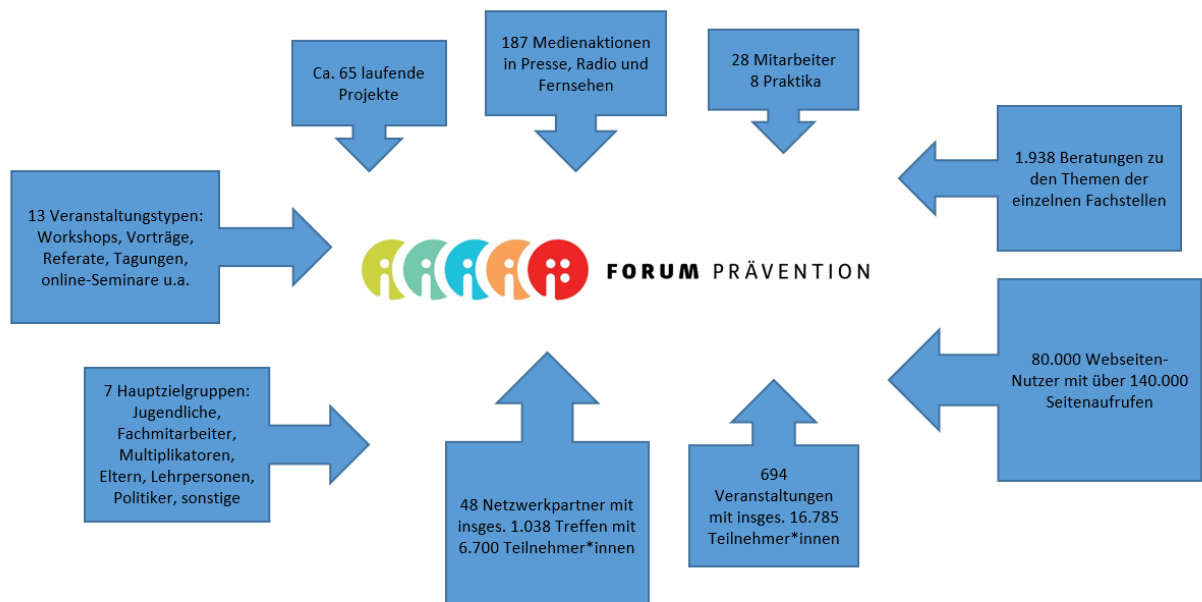 Ca. 65 laufende
Projekte
187 Medienaktionen
in Presse, Radio und
Fernsehen
28 Mitarbeiter
8 Praktika
1.938 Beratungen zu
den Themen der
einzelnen Fachstellen
13 Veranstaltungstypen:
Workshops, Vorträge,
Referate, Tagungen,
online-Seminare u.a.
FORUM PRÄVENTION
80.000 Webseiten-
Nutzer mit über 140.000
Seitenaufrufen
7 Hauptzielgruppen:
Jugendliche,
Fachmitarbeiter,
Multiplikatoren,
Eltern, Lehrpersonen,
Politiker, sonstige
48 Netzwerkpartner mit
insges. 1.038 Treffen mit
6.700 Teilnehmer*innen
694
Veranstaltungen
mit insges. 16.785
Teilnehmer*innen